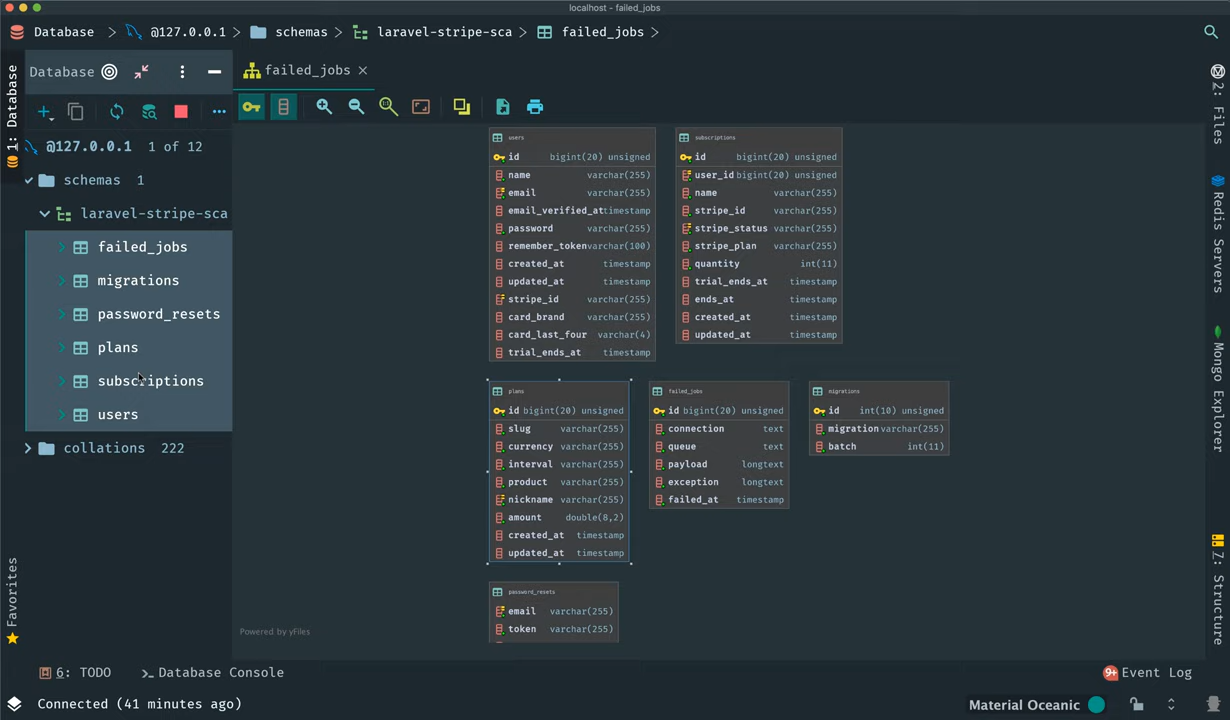 localhost - failed_jobs
Database > @127.0.0.1 > schemas > laravel-stripe-sca > failed_jobs >
1: Database
Database
failed_jobs
@127.0.0.1 1 of 12
schemas 1
laravel-stripe-sca
failed_jobs
migrations
password_resets
plans
subscriptions
users
collations 222
users
id bigint(20) unsigned
name varchar(255)
email varchar(255)
email_verified_at timestamp
password varchar(255)
remember_token varchar(100)
created_at timestamp
updated_at timestamp
stripe_id varchar(255)
card_brand varchar(255)
card_last_four varchar(4)
trial_ends_at timestamp
subscriptions
id bigint(20) unsigned
user_id bigint(20) unsigned
name varchar(255)
stripe_id varchar(255)
stripe_status varchar(255)
stripe_plan varchar(255)
quantity int(11)
trial_ends_at timestamp
ends_at timestamp
created_at timestamp
updated_at timestamp
plans
id bigint(20) unsigned
slug varchar(255)
currency varchar(255)
interval varchar(255)
product varchar(255)
nickname varchar(255)
amount double(8,2)
created_at timestamp
updated_at timestamp
failed_jobs
id bigint(20) unsigned
connection text
queue text
payload longtext
exception longtext
failed_at timestamp
migrations
id int(10) unsigned
migration varchar(255)
batch int(11)
password_resets
email varchar(255)
token varchar(255)
Powered by yFiles
2: Files
Redis Servers
Mongo Explorer
7: Structure
Favorites
6: TODO
Database Console
9+ Event Log
Connected (41 minutes ago)
Material Oceanic